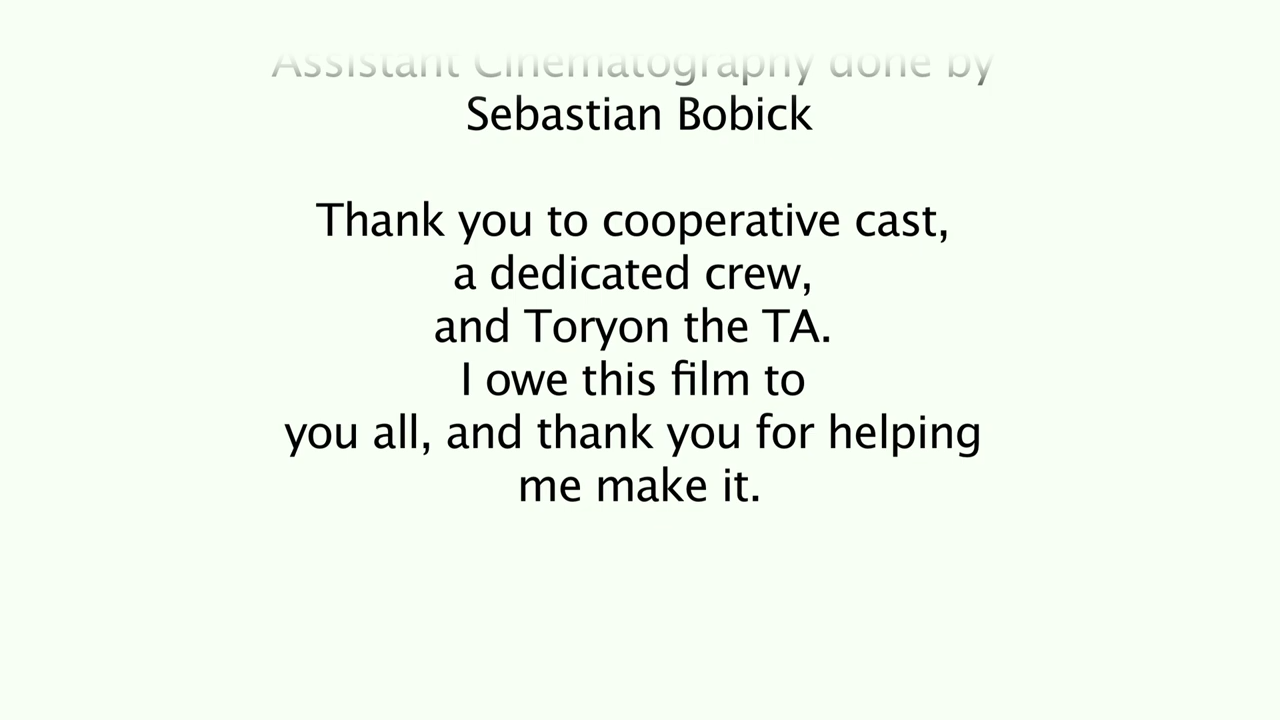 Assistant Cinematography done by
Sebastian Bobick
Thank you to cooperative cast,
a dedicated crew,
and Toryon the TA.
I owe this film to
you all, and thank you for helping
me make it.